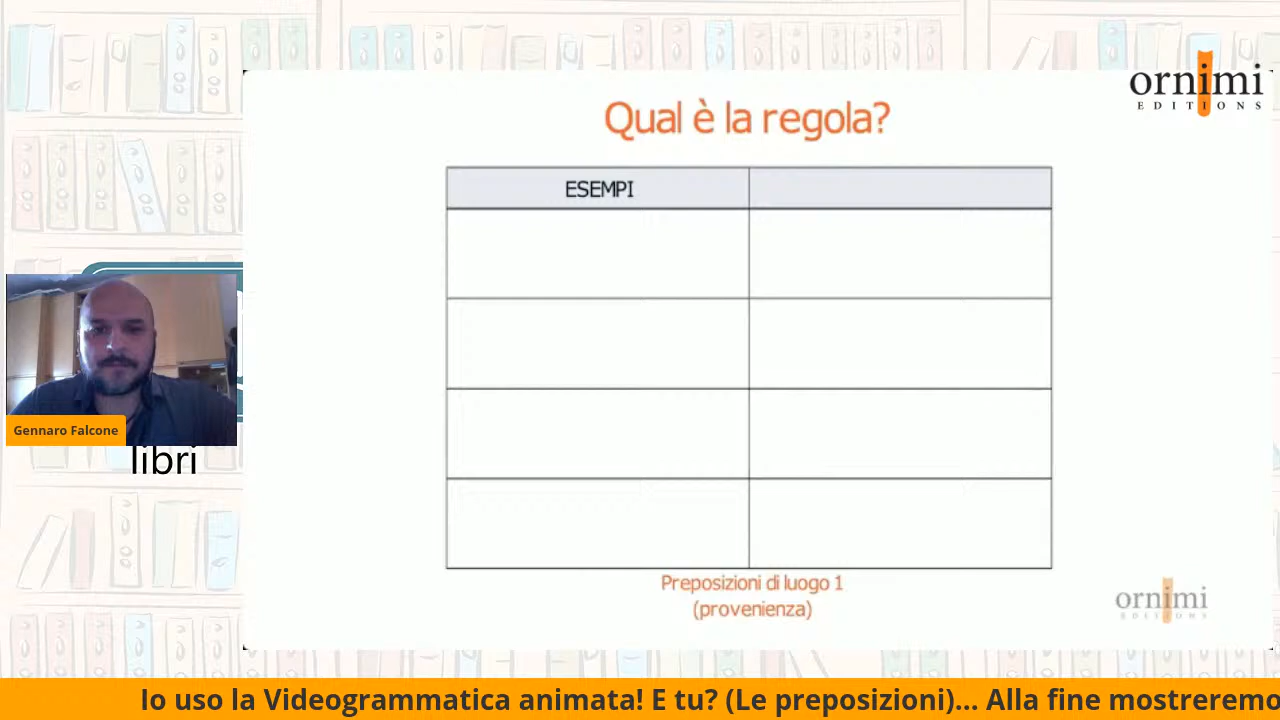 ornimi
EDITIONS
Qual è la regola?
ESEMPI
Gennaro Falcone
libri
Preposizioni di luogo 1
(provenienza)
ornimi
EDITIONS
Io uso la Videogrammatica animata! E tu? (Le preposizioni)... Alla fine mostreremo